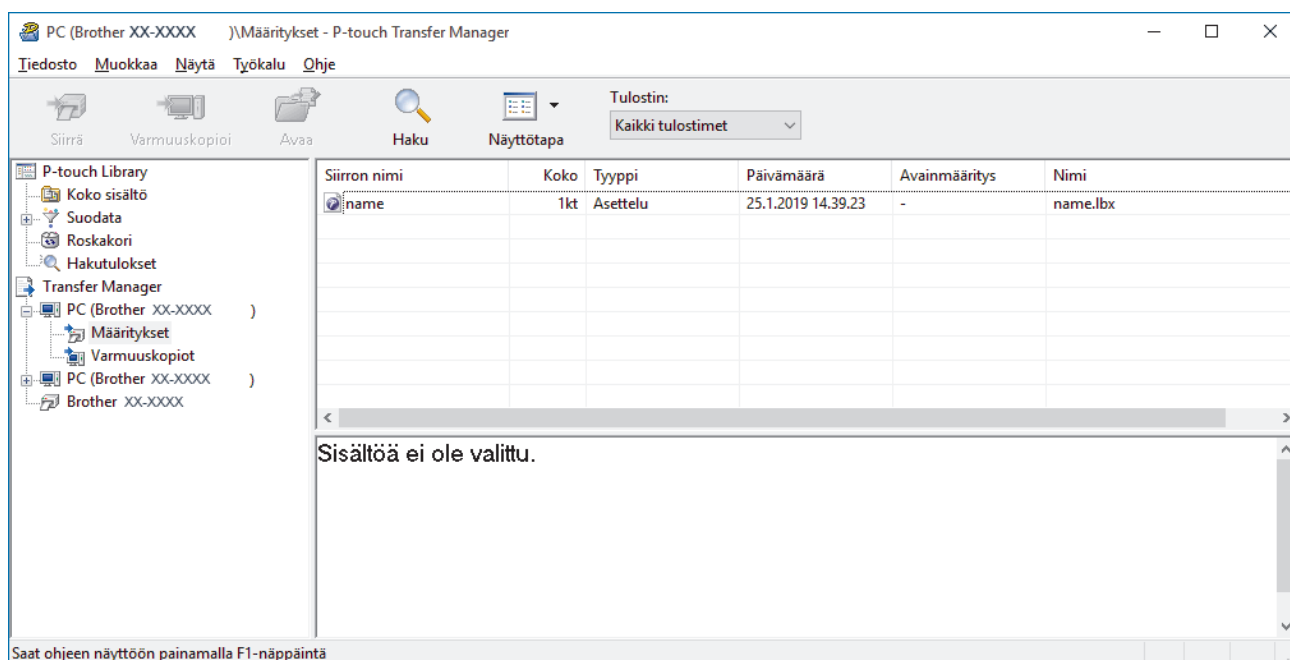 PC (Brother XX-XXXX )\Määritykset - P-touch Transfer Manager
Tiedosto Muokkaa Näytä Työkalu Ohje
Siirrä Varmuuskopioi Avaa Haku Näyttötapa
Tulostin:
Kaikki tulostimet
P-touch Library
Koko sisältö
Suodata
Roskakori
Hakutulokset
Transfer Manager
PC (Brother XX-XXXX )
Määritykset
Varmuuskopiot
PC (Brother XX-XXXX )
Brother XX-XXXX
Siirron nimi Koko Tyyppi Päivämäärä Avainmääritys Nimi
name 1kt Asettelu 25.1.2019 14.39.23 - name.lbx
Sisältöä ei ole valittu.
Saat ohjeen näyttöön painamalla F1-näppäintä